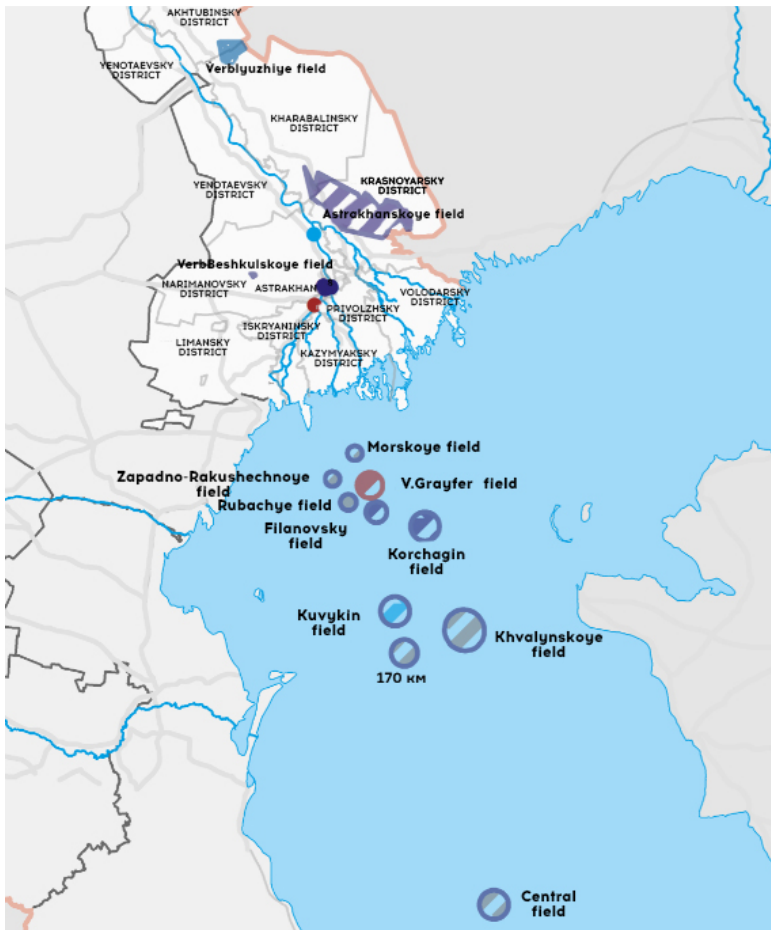 AKHTUBINSKY
DISTRICT
YENOTAEVSKY
DISTRICT
Verblyuzhiye field
KHARABALINSKY
DISTRICT
YENOTAEVSKY
DISTRICT
KRASNOYARSKY
DISTRICT
Astrakhanskoye field
VerbBeshkulskoye field
NARIMANOVSKY
DISTRICT
ASTRAKHAN
VOLODARSKY
DISTRICT
PRIVOLZHSKY
DISTRICT
ISKRYANINSKY
DISTRICT
LIMANSKY
DISTRICT
KAZYMYAKSKY
DISTRICT
Morskoye field
Zapadno-Rakushechnoye
field
V.Grayfer field
Rubachye field
Filanovsky
field
Korchagin
field
Kuvykin
field
Khvalynskoye
field
170 км
Central
field